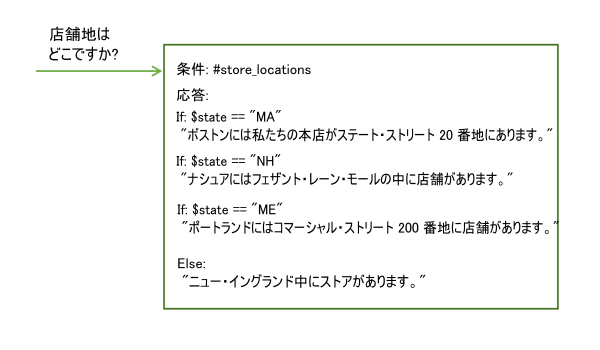 店舗地は
どこですか?
条件: #store_locations
応答:
If: $state == "MA"
"ボストンには私たちの本店がステート・ストリート 20 番地にあります。"
If: $state == "NH"
"ナシュアにはフェザント・レーン・モールの中に店舗があります。"
If: $state == "ME"
"ポートランドにはコマーシャル・ストリート 200 番地に店舗があります。"
Else:
"ニュー・イングランド中にストアがあります。"